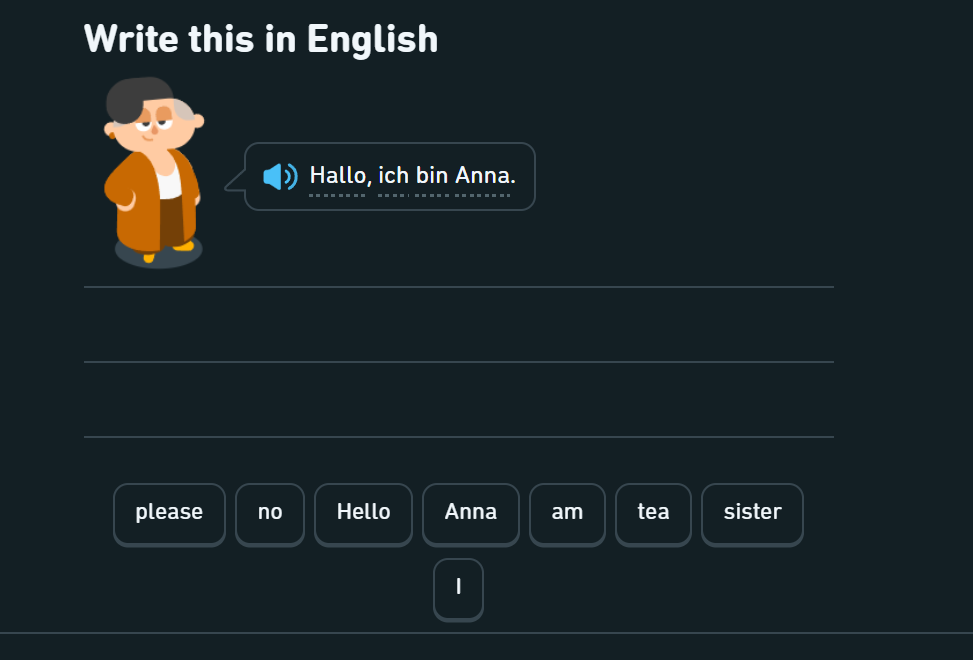 Write this in English
Hallo, ich bin Anna.
please no Hello Anna am tea sister
I